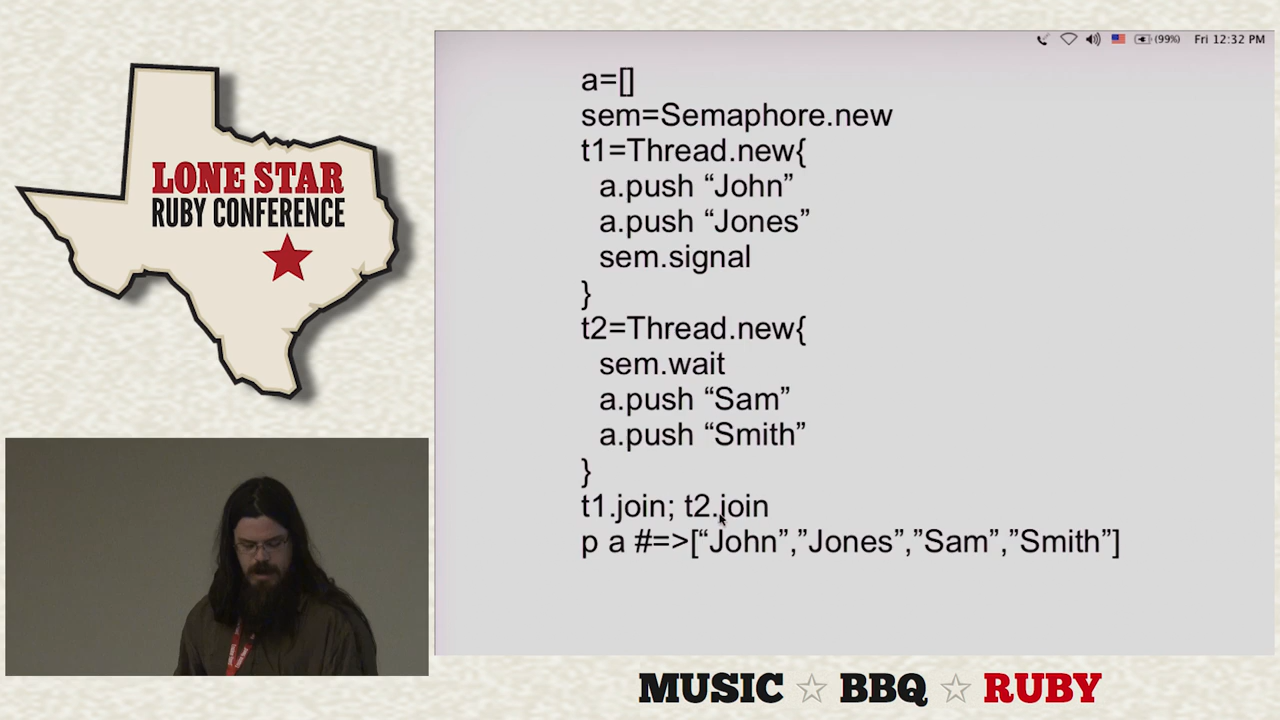 LONE STAR
RUBY CONFERENCE
(99%) Fri 12:32 PM
a=[]
sem=Semaphore.new
t1=Thread.new{
a.push “John”
a.push “Jones”
sem.signal
}
t2=Thread.new{
sem.wait
a.push “Sam”
a.push “Smith”
}
t1.join; t2.join
p a #=>[“John”,”Jones”,”Sam”,”Smith”]
MUSIC ☆ BBQ ☆ RUBY